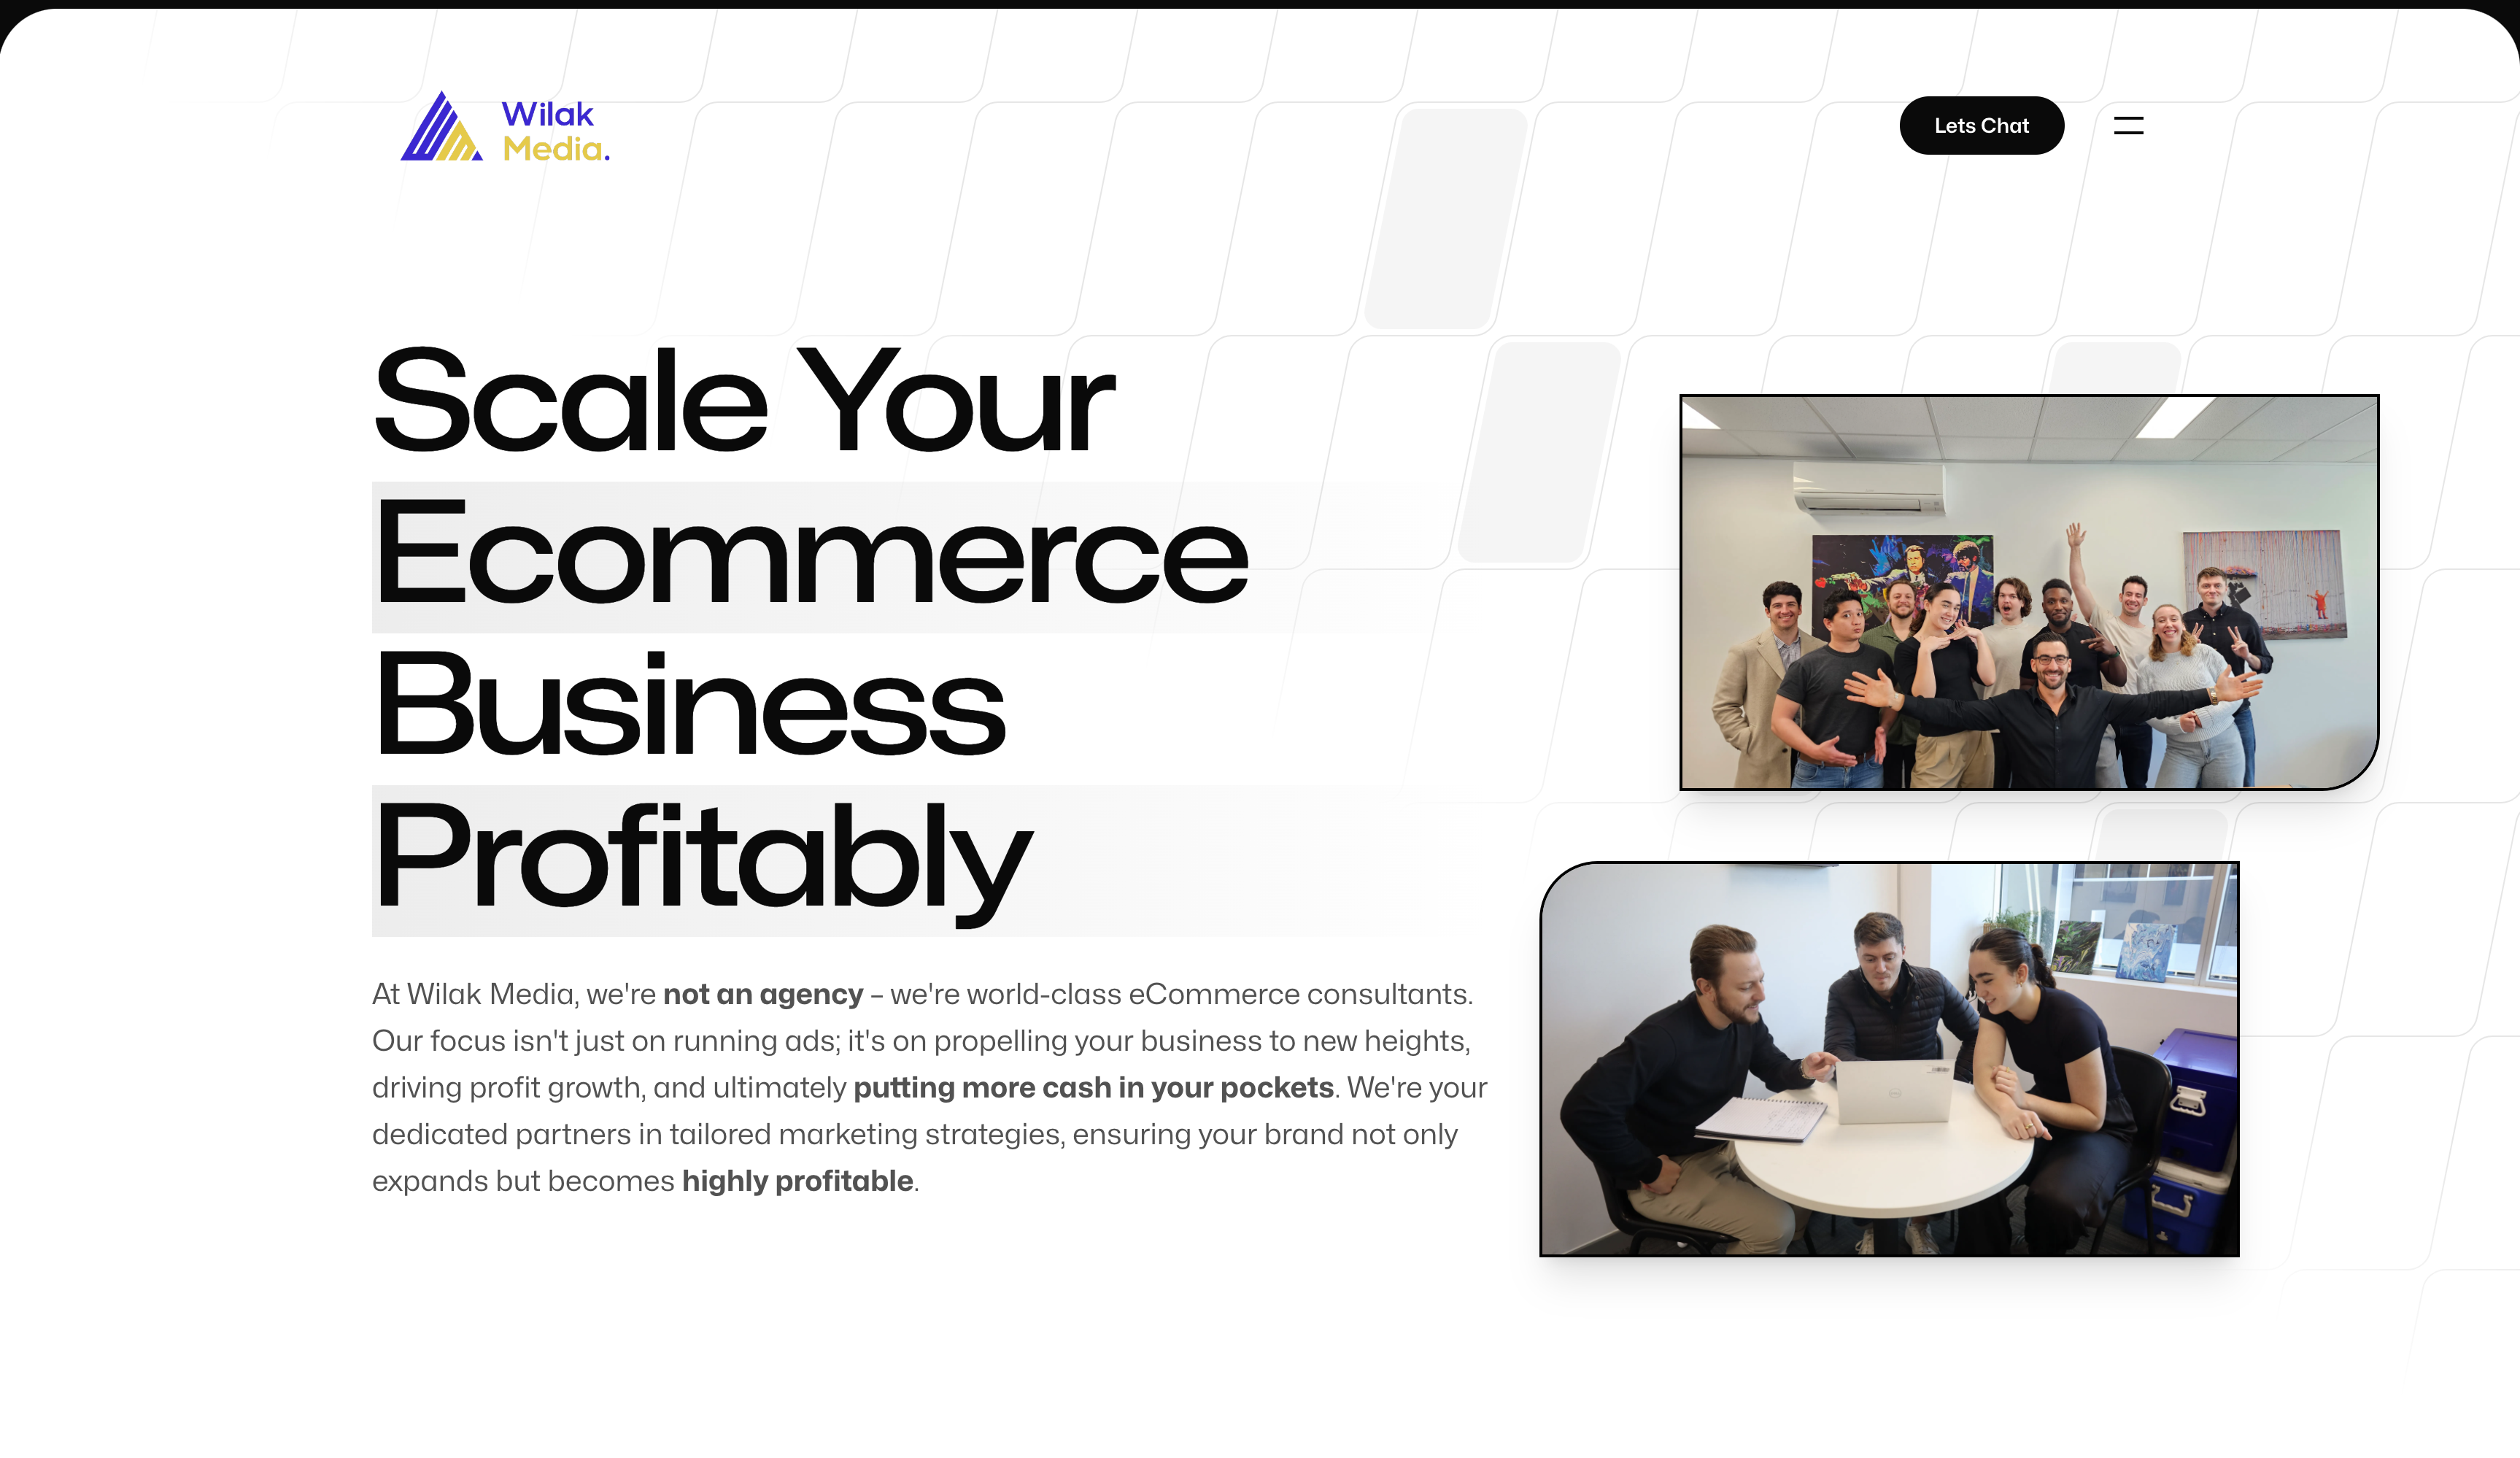 Wilak
Media.
Lets Chat
Scale Your
Ecommerce
Business
Profitably
At Wilak Media, we're not an agency – we're world-class eCommerce consultants.
Our focus isn't just on running ads; it's on propelling your business to new heights,
driving profit growth, and ultimately putting more cash in your pockets. We're your
dedicated partners in tailored marketing strategies, ensuring your brand not only
expands but becomes highly profitable.